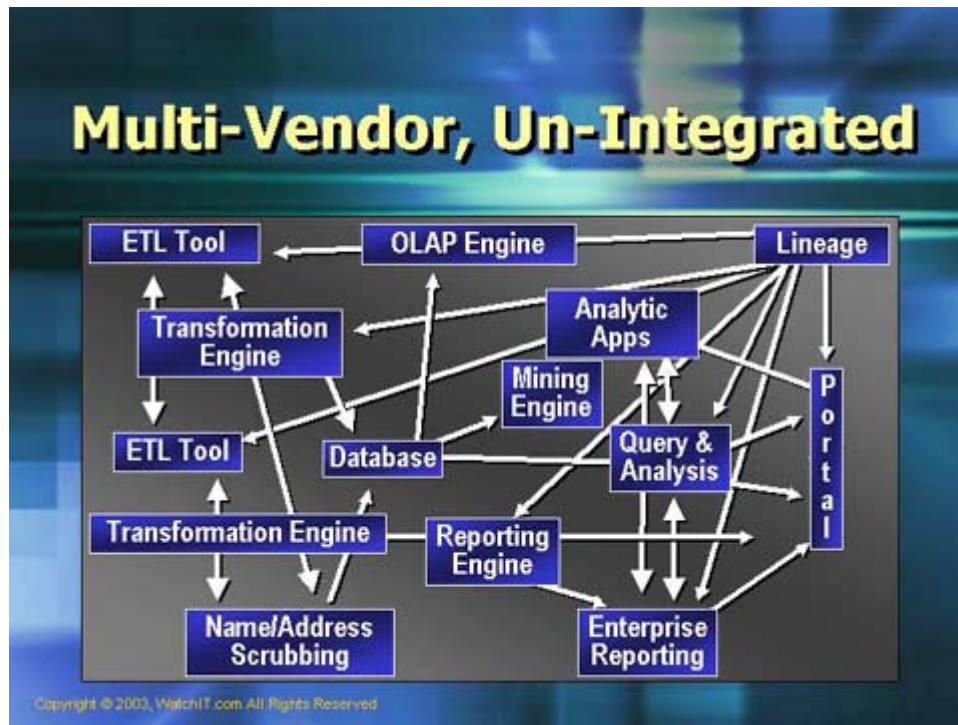 Multi-Vendor, Un-Integrated
ETL Tool
OLAP Engine
Lineage
Transformation
Engine
Analytic
Apps
Mining
Engine
Portal
ETL Tool
Database
Query &
Analysis
Transformation Engine
Reporting
Engine
Name/Address
Scrubbing
Enterprise
Reporting
Copyright © 2003, WatchIT.com All Rights Reserved